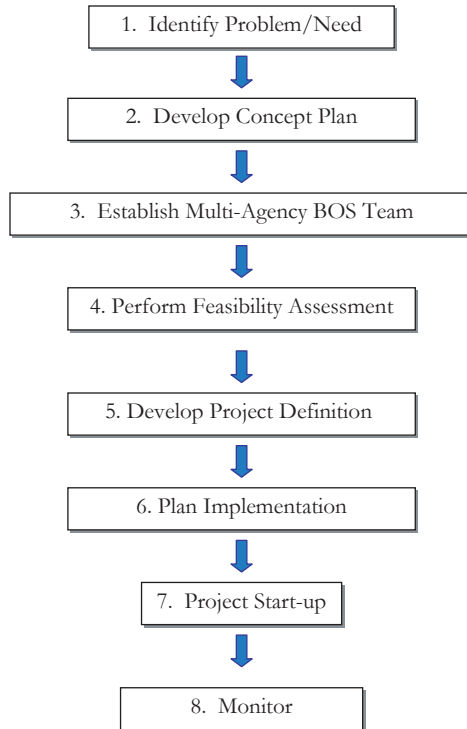 1. Identify Problem/Need
2. Develop Concept Plan
3. Establish Multi-Agency BOS Team
4. Perform Feasibility Assessment
5. Develop Project Definition
6. Plan Implementation
7. Project Start-up
8. Monitor